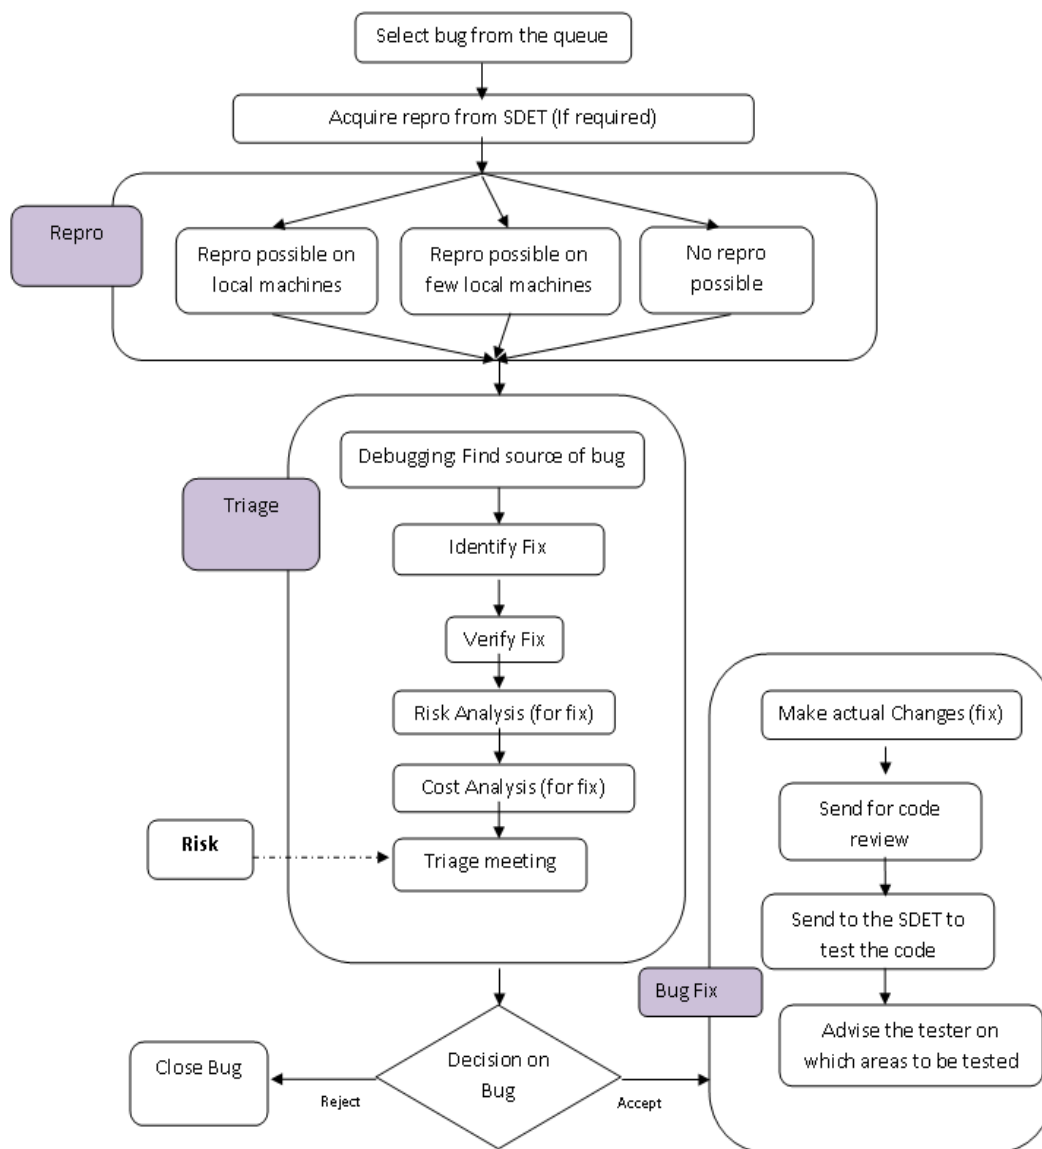 Select bug from the queue
Acquire repro from SDET (If required)
Repro
Repro possible on
local machines
Repro possible on
few local machines
No repro
possible
Debugging: Find source of bug
Triage
Identify Fix
Verify Fix
Risk Analysis (for fix)
Cost Analysis (for fix)
Risk
Triage meeting
Decision on
Bug
Close Bug
Reject
Accept
Make actual Changes (fix)
Send for code
review
Send to the SDET to
test the code
Bug Fix
Advise the tester on
which areas to be tested